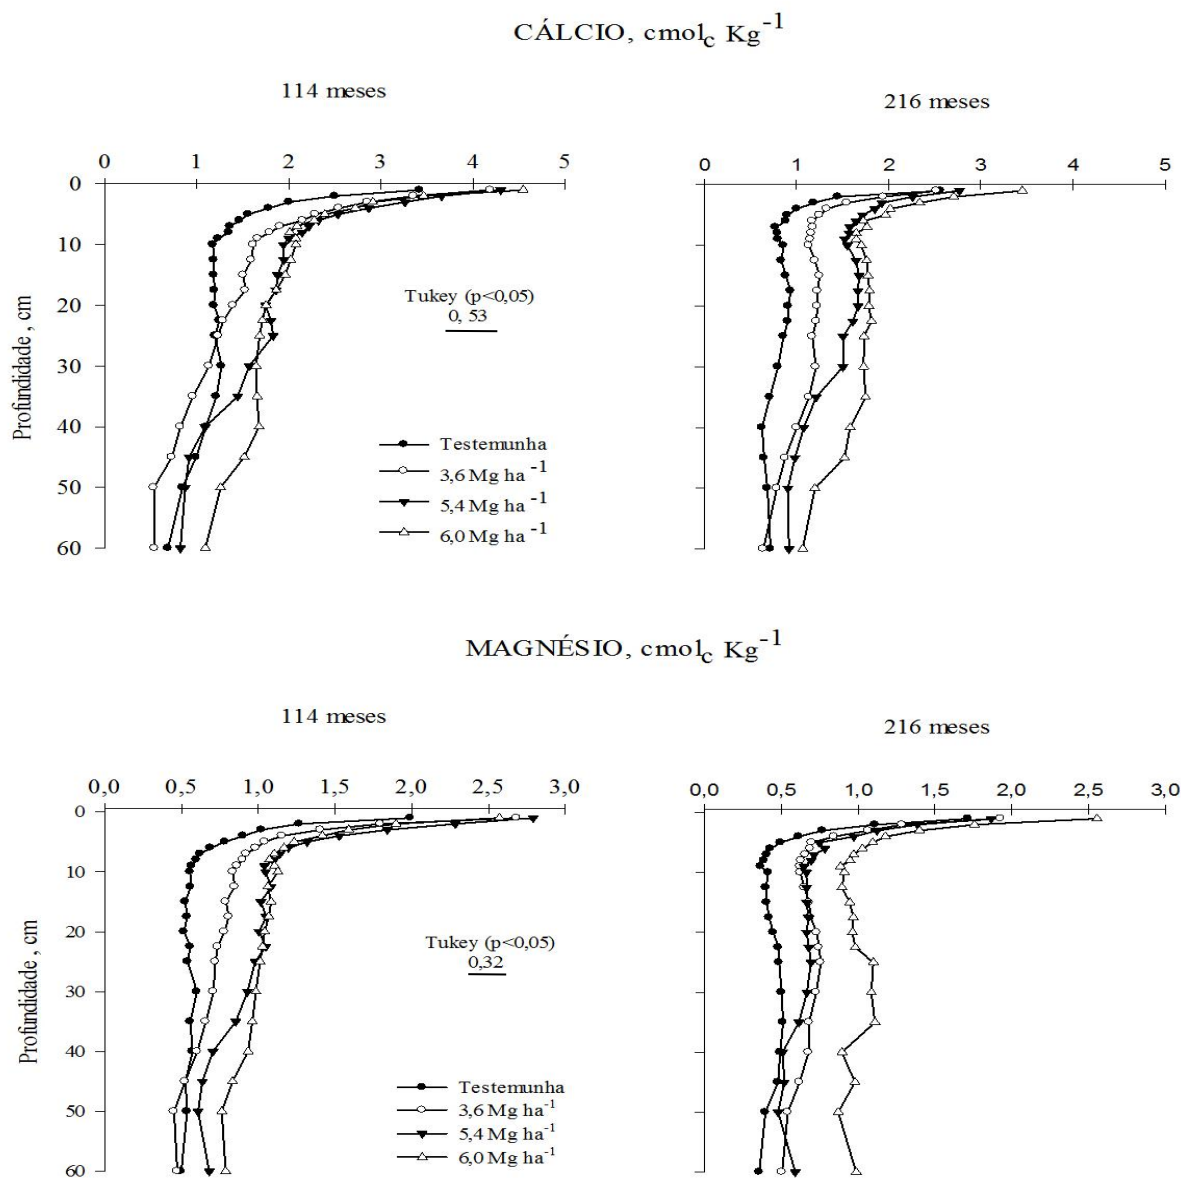 CÁLCIO, cmolc Kg-1
114 meses
216 meses
0 1 2 3 4 5
0 1 2 3 4 5
0
10
20
30
40
50
60
Profundidade , cm
Tukey (p<0,05)
0, 53
Testemunha
3,6 Mg ha -1
5,4 Mg ha -1
6,0 Mg ha -1
MAGNÉSIO, cmolc Kg-1
114 meses
216 meses
0,0 0,5 1,0 1,5 2,0 2,5 3,0
0,0 0,5 1,0 1,5 2,0 2,5 3,0
0
10
20
30
40
50
60
Profundidade , cm
Tukey (p<0,05)
0,32
Testemunha
3,6 Mg ha-1
5,4 Mg ha-1
6,0 Mg ha-1